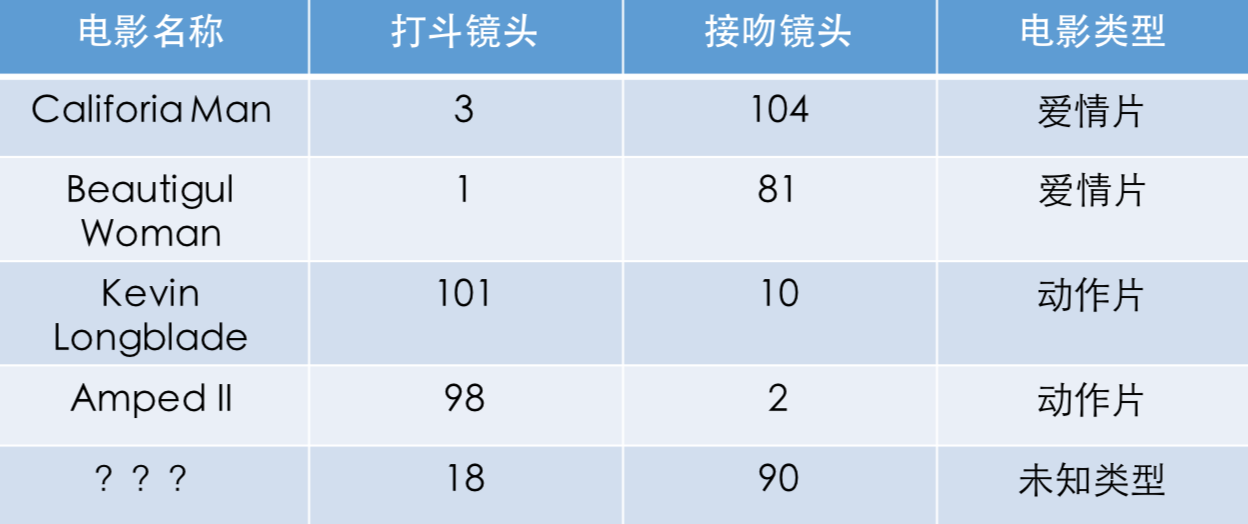 电影名称 打斗镜头 接吻镜头 电影类型
Califoria Man 3 104 爱情片
Beautigul
Woman 1 81 爱情片
Kevin
Longblade 101 10 动作片
Amped II 98 2 动作片
？？？ 18 90 未知类型